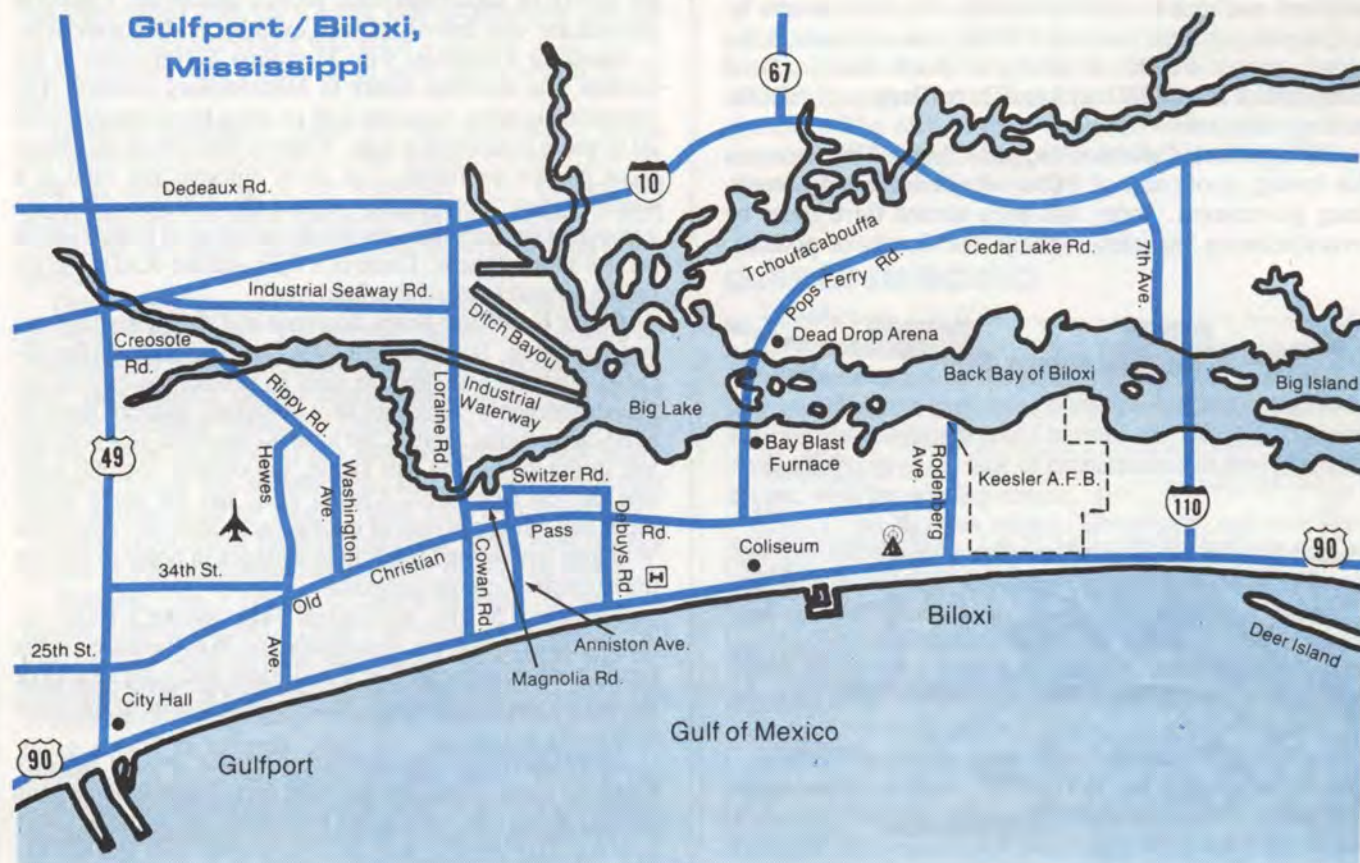 Gulfport / Biloxi,
Mississippi
67
10
Dedeaux Rd.
Tchoufacabouffa
Cedar Lake Rd.
7th Ave.
Pops Ferry Rd.
Industrial Seaway Rd.
Ditch Bayou
Dead Drop Arena
Creosote
Rd.
Rippy Rd.
Loraine Rd.
Industrial
Waterway
Big Lake
Back Bay of Biloxi
Big Island
49
Hewes
Washington
Ave.
Bay Blast
Furnace
Rodenberg
Ave.
Keesler A.F.B.
Switzer Rd.
110
90
Debuys Rd.
Pass
Rd.
Coliseum
34th St.
Old
Christian
Cowan Rd.
H
Ave.
25th St.
Anniston Ave.
Magnolia Rd.
Biloxi
Deer Island
City Hall
90
Gulf of Mexico
Gulfport